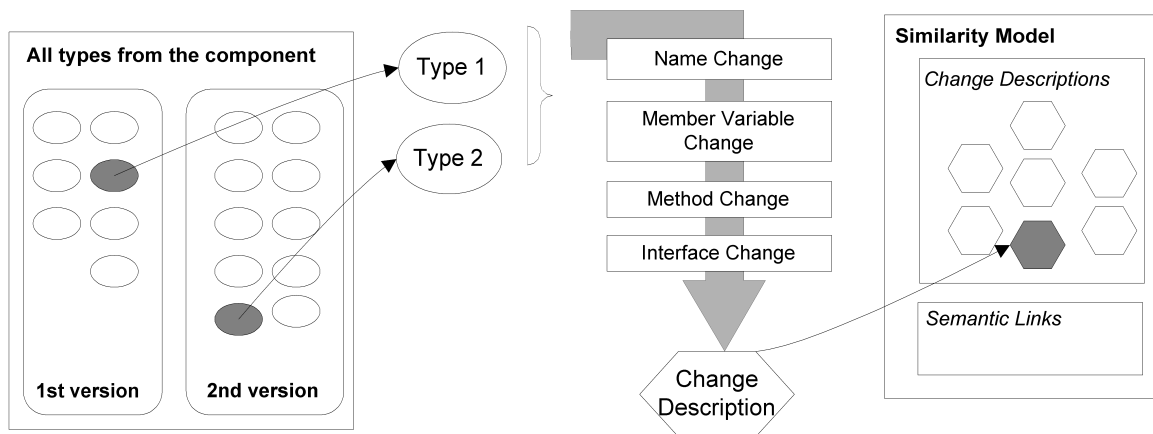 All types from the component
1st version
2nd version
Type 1
Type 2
Name Change
Member Variable
Change
Method Change
Interface Change
Change
Description
Similarity Model
Change Descriptions
Semantic Links